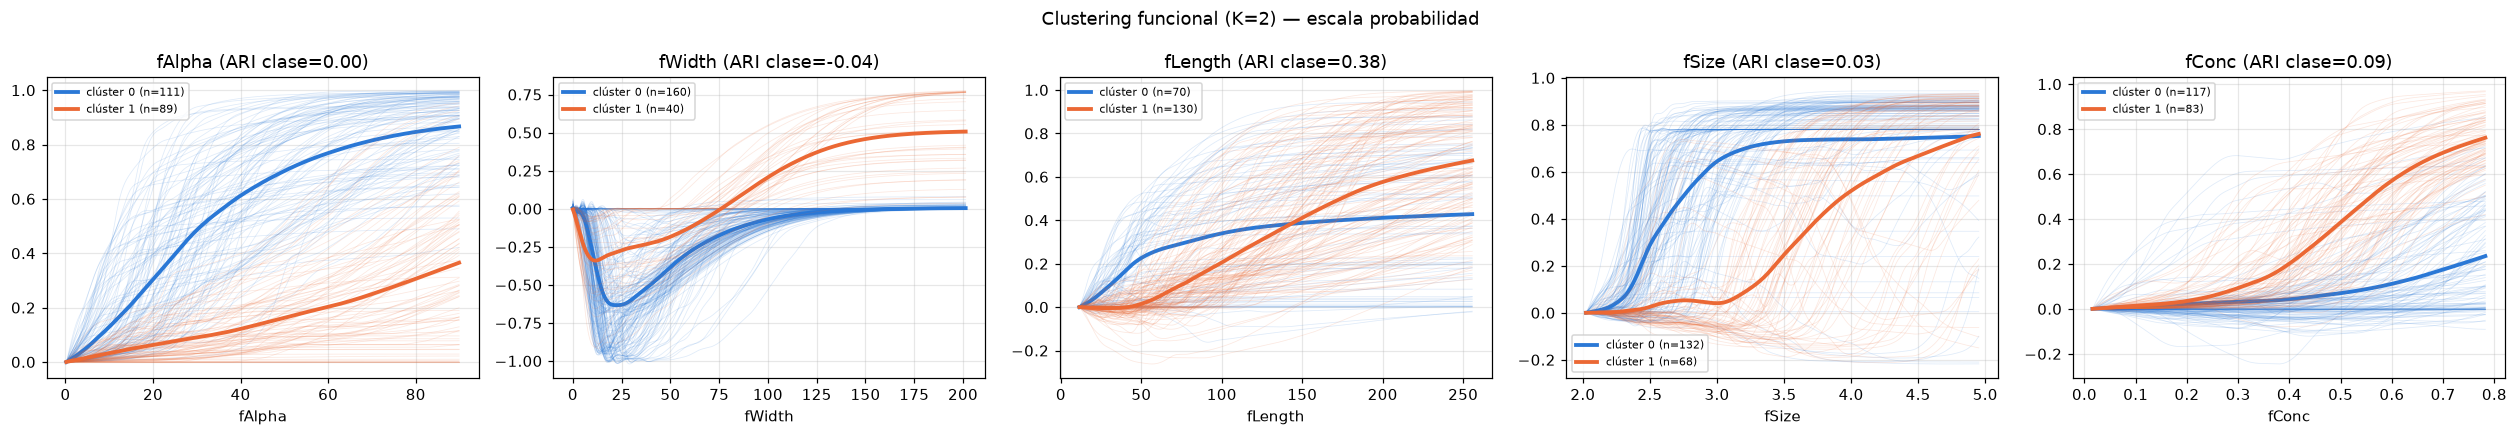 Clustering funcional (K=2) — escala probabilidad
fAlpha (ARI clase=0.00)
clúster 0 (n=111)
clúster 1 (n=89)
1.0
0.8
0.6
0.4
0.2
0.0
0 20 40 60 80
fAlpha
fWidth (ARI clase=-0.04)
clúster 0 (n=160)
clúster 1 (n=40)
0.75
0.50
0.25
0.00
−0.25
−0.50
−0.75
−1.00
0 25 50 75 100 125 150 175 200
fWidth
fLength (ARI clase=0.38)
clúster 0 (n=70)
clúster 1 (n=130)
1.0
0.8
0.6
0.4
0.2
0.0
−0.2
0 50 100 150 200 250
fLength
fSize (ARI clase=0.03)
1.0
0.8
0.6
0.4
0.2
0.0
−0.2
clúster 0 (n=132)
clúster 1 (n=68)
2.0 2.5 3.0 3.5 4.0 4.5 5.0
fSize
fConc (ARI clase=0.09)
clúster 0 (n=117)
clúster 1 (n=83)
1.0
0.8
0.6
0.4
0.2
0.0
−0.2
0.0 0.1 0.2 0.3 0.4 0.5 0.6 0.7 0.8
fConc